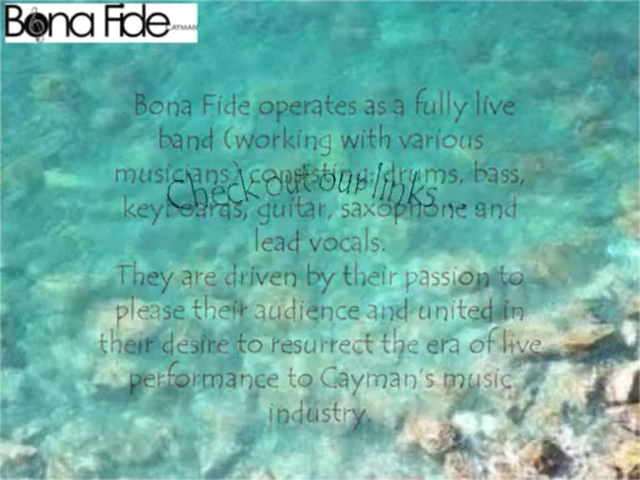 Bona Fide CAYMAN
Bona Fide operates as a fully live
band (working with various
musicians) consisting: drums, bass,
Check out our links ...
keyboards, guitar, saxophone and
lead vocals.
They are driven by their passion to
please their audience and united in
their desire to resurrect the era of live
performance to Cayman's music
industry.